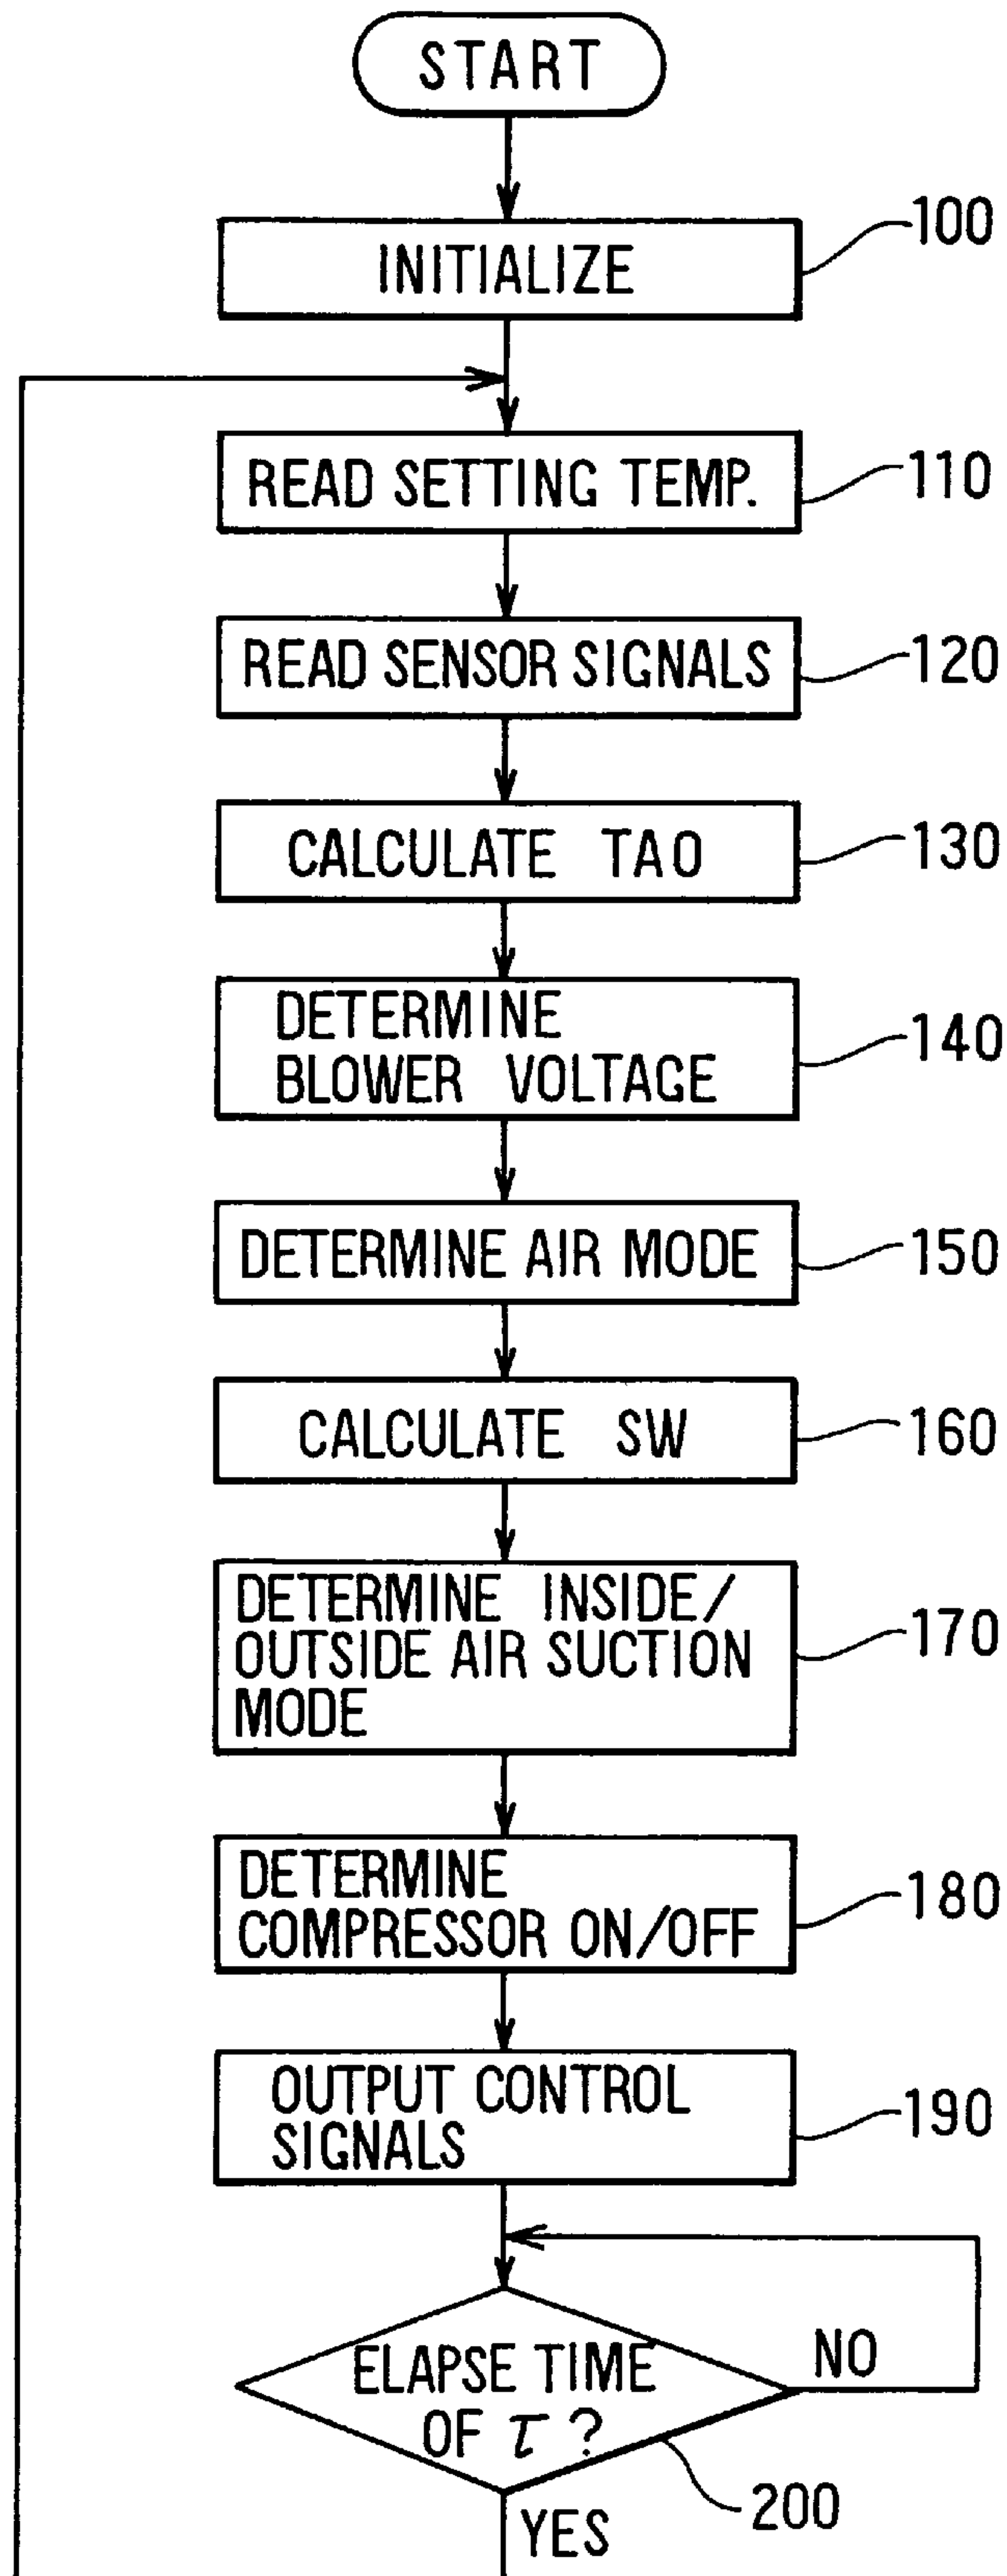 START
INITIALIZE
100
READ SETTING TEMP.
110
READ SENSOR SIGNALS
120
CALCULATE TAO
130
DETERMINE
BLOWER VOLTAGE
140
DETERMINE AIR MODE
150
CALCULATE SW
160
DETERMINE INSIDE/
OUTSIDE AIR SUCTION
MODE
170
DETERMINE
COMPRESSOR ON/OFF
180
OUTPUT CONTROL
SIGNALS
190
ELAPSE TIME
OF τ ?
NO
200
YES